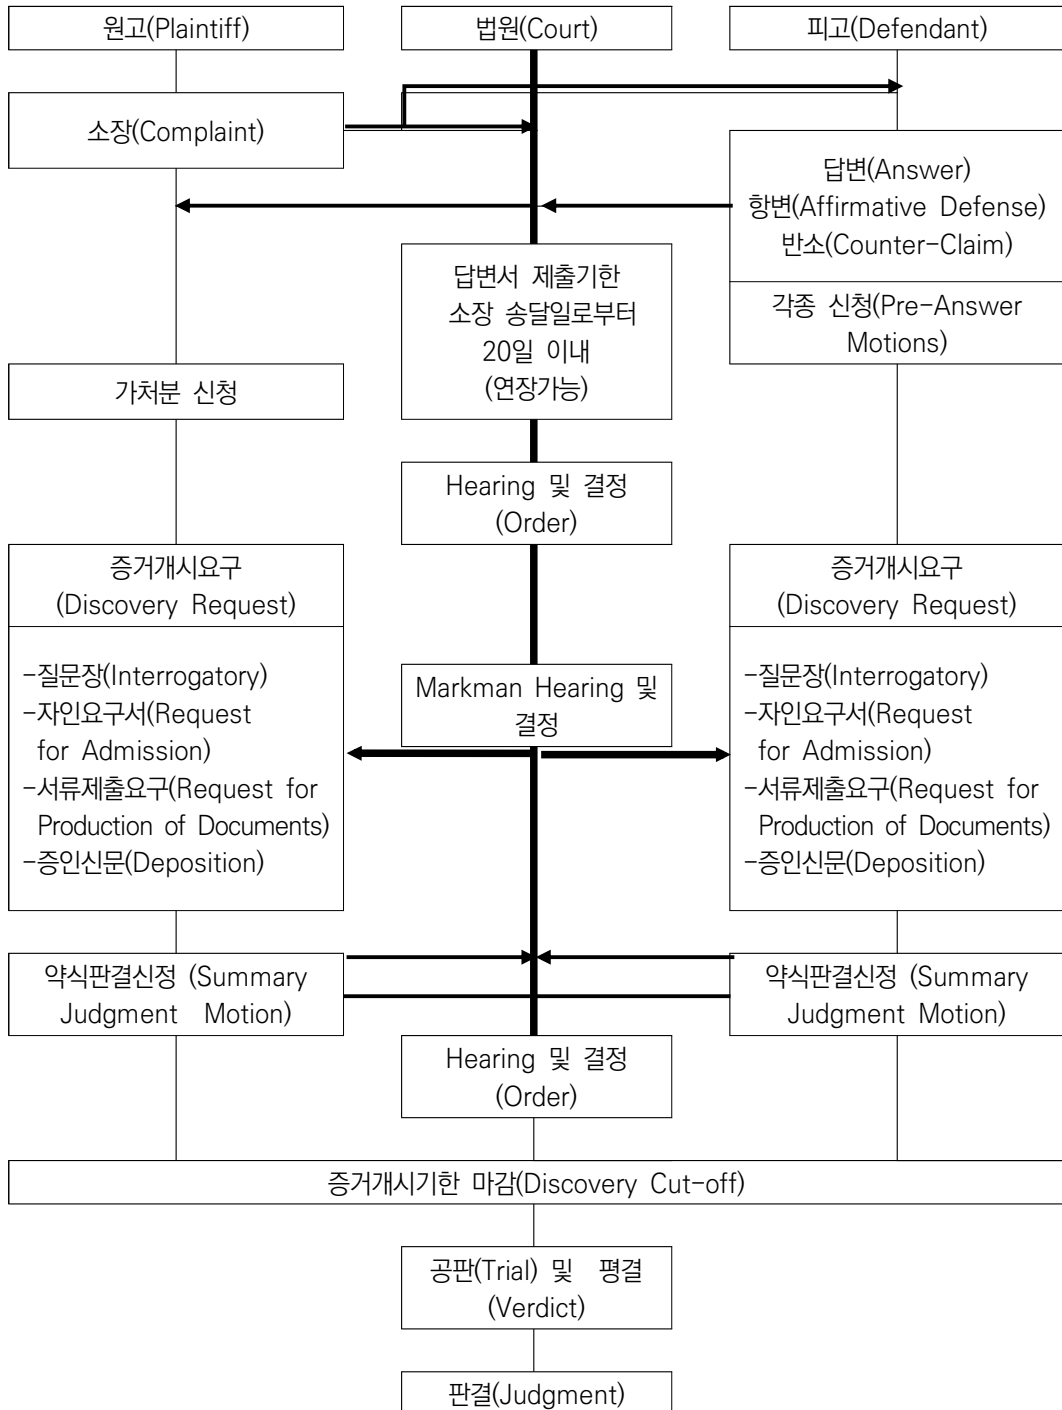 원고(Plaintiff)
법원(Court)
피고(Defendant)
소장(Complaint)
답변(Answer)
항변(Affirmative Defense)
반소(Counter-Claim)
각종 신청(Pre-Answer
Motions)
답변서 제출기한
소장 송달일로부터
20일 이내
(연장가능)
가처분 신청
Hearing 및 결정
(Order)
증거개시요구
(Discovery Request)
-질문장(Interrogatory)
-자인요구서(Request
for Admission)
-서류제출요구(Request for
Production of Documents)
-증인신문(Deposition)
Markman Hearing 및
결정
증거개시요구
(Discovery Request)
-질문장(Interrogatory)
-자인요구서(Request
for Admission)
-서류제출요구(Request for
Production of Documents)
-증인신문(Deposition)
약식판결신정 (Summary
Judgment Motion)
약식판결신정 (Summary
Judgment Motion)
Hearing 및 결정
(Order)
증거개시기한 마감(Discovery Cut-off)
공판(Trial) 및 평결
(Verdict)
판결(Judgment)